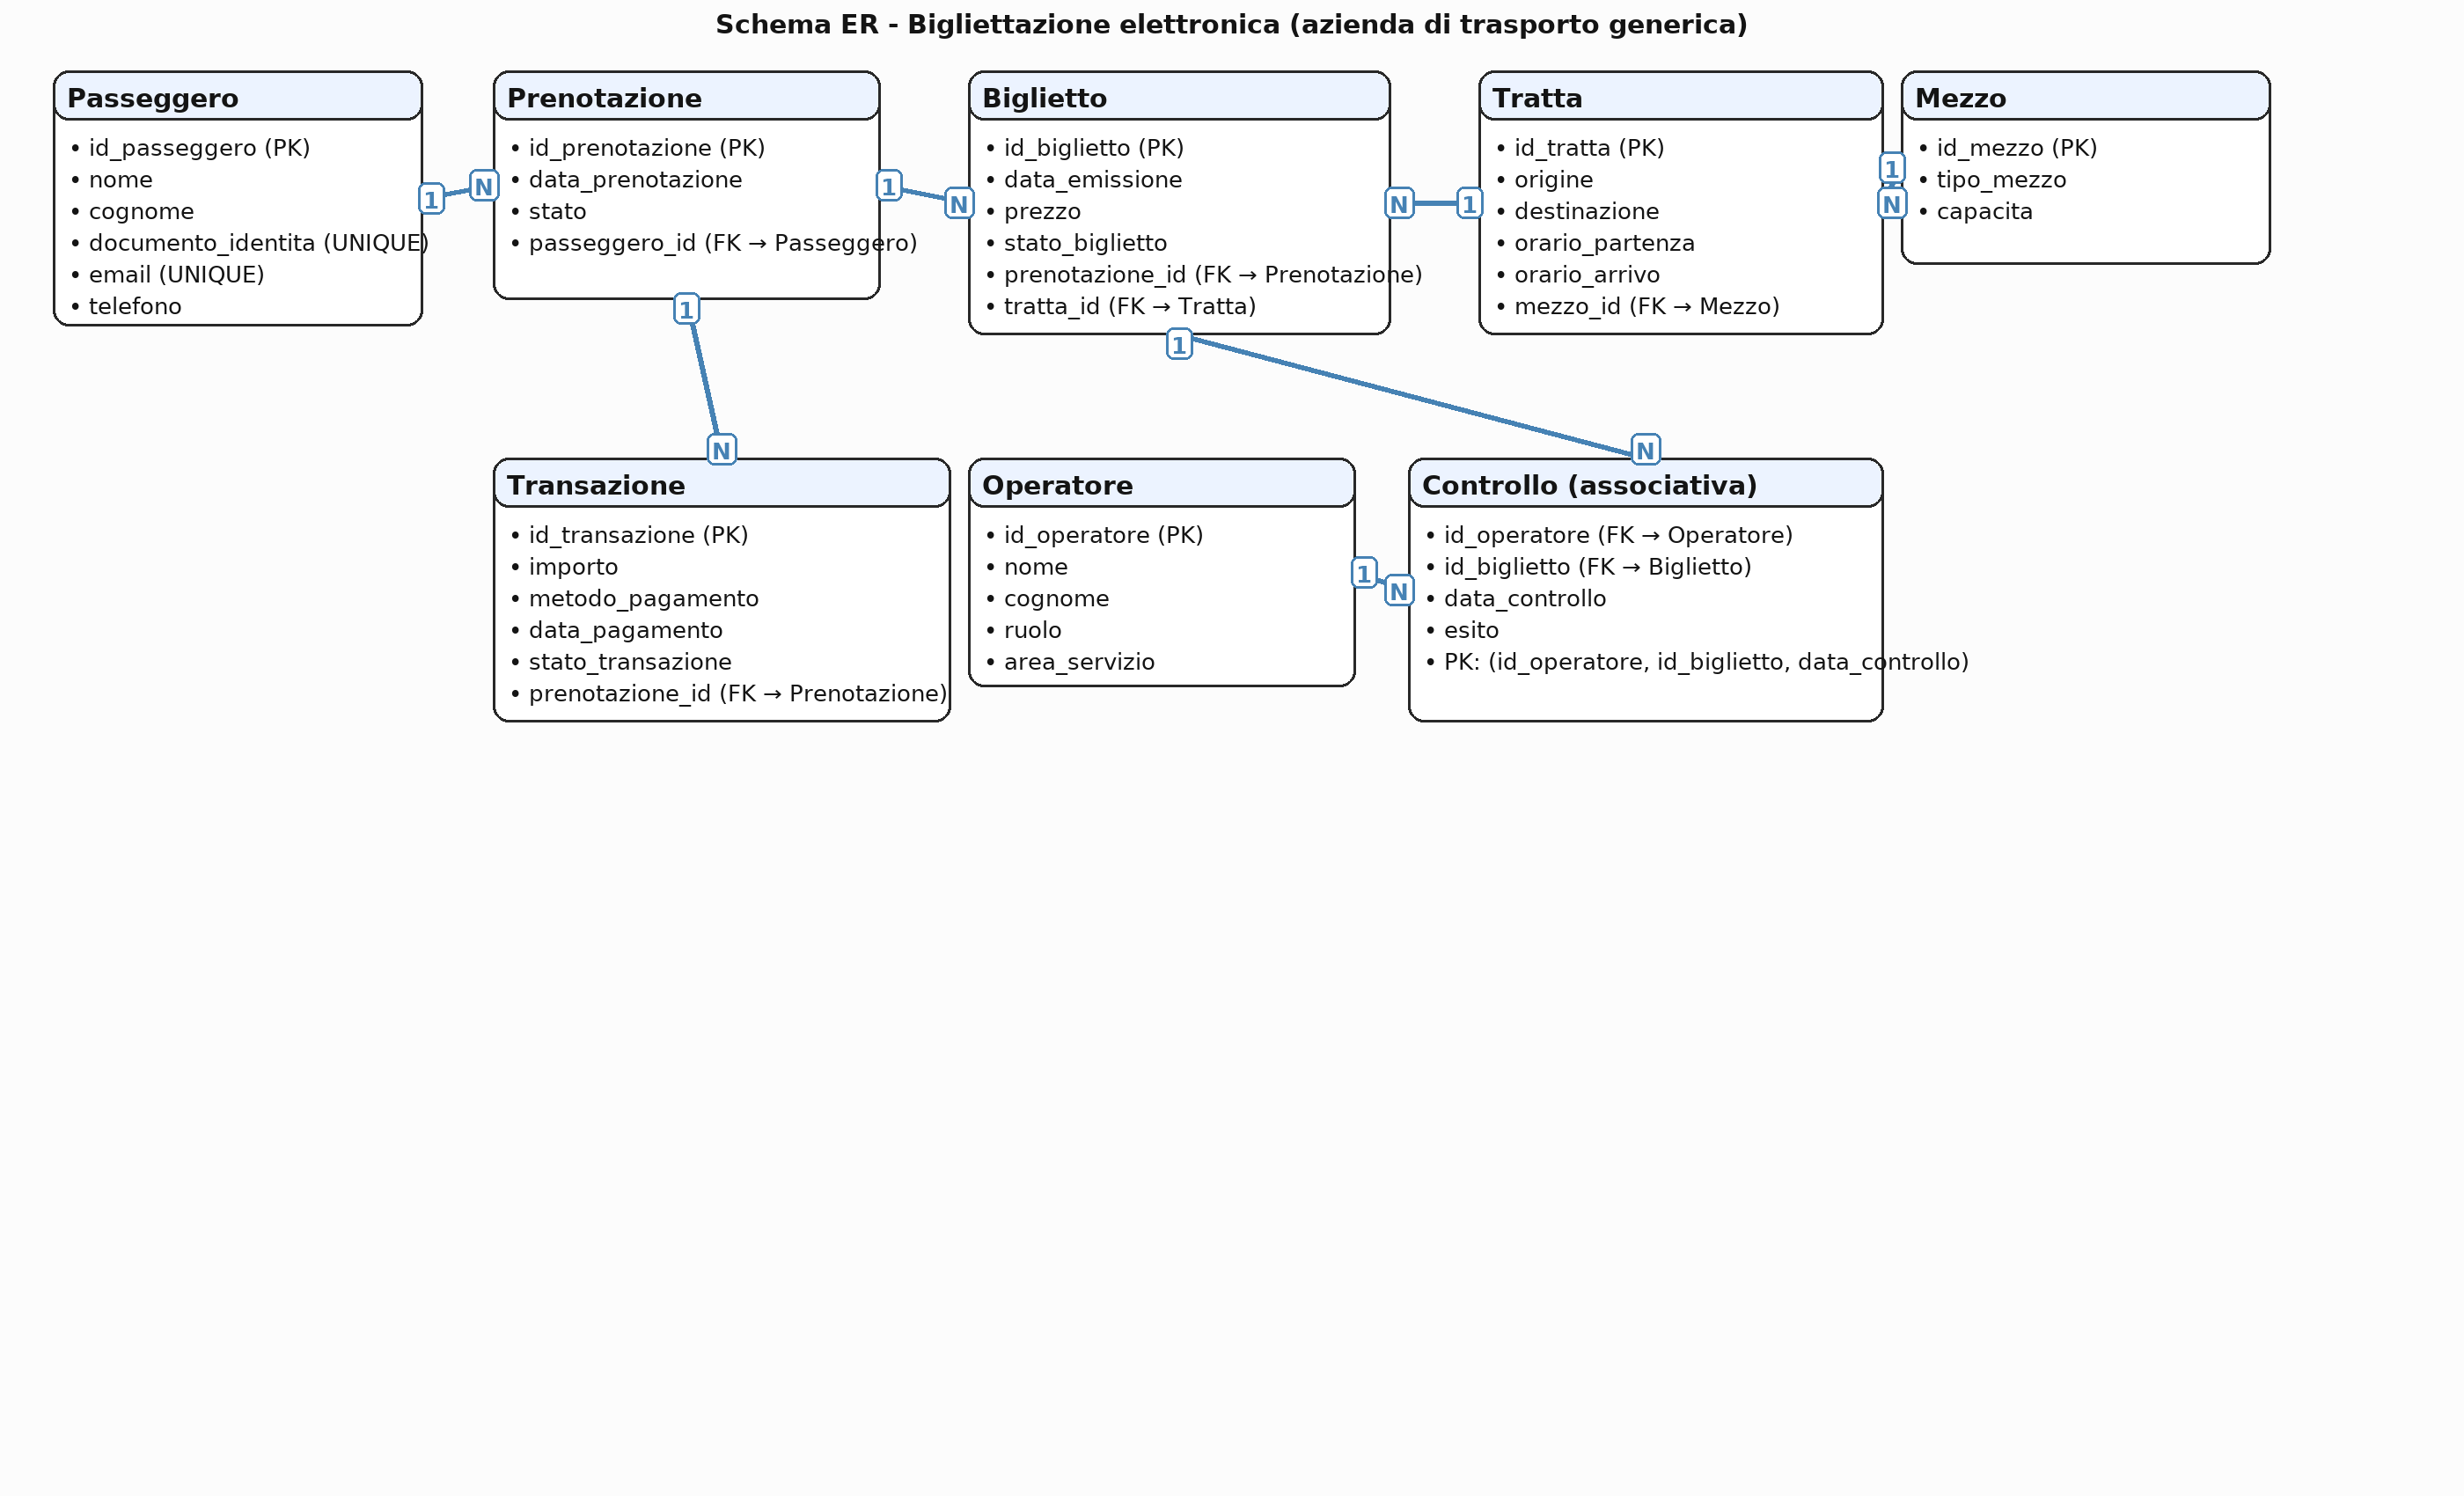 Schema ER - Bigliettazione elettronica (azienda di trasporto generica)
Passeggero
• id_passeggero (PK)
• nome
• cognome
• documento_identita (UNIQUE)
• email (UNIQUE)
• telefono
1
N
Prenotazione
• id_prenotazione (PK)
• data_prenotazione
• stato
• passeggero_id (FK → Passeggero)
1
N
Biglietto
• id_biglietto (PK)
• data_emissione
• prezzo
• stato_biglietto
• prenotazione_id (FK → Prenotazione)
• tratta_id (FK → Tratta)
N
1
Tratta
• id_tratta (PK)
• origine
• destinazione
• orario_partenza
• orario_arrivo
• mezzo_id (FK → Mezzo)
1
N
Mezzo
• id_mezzo (PK)
• tipo_mezzo
• capacita
1
N
1
N
Transazione
• id_transazione (PK)
• importo
• metodo_pagamento
• data_pagamento
• stato_transazione
• prenotazione_id (FK → Prenotazione)
Operatore
• id_operatore (PK)
• nome
• cognome
• ruolo
• area_servizio
1
N
Controllo (associativa)
• id_operatore (FK → Operatore)
• id_biglietto (FK → Biglietto)
• data_controllo
• esito
• PK: (id_operatore, id_biglietto, data_controllo)